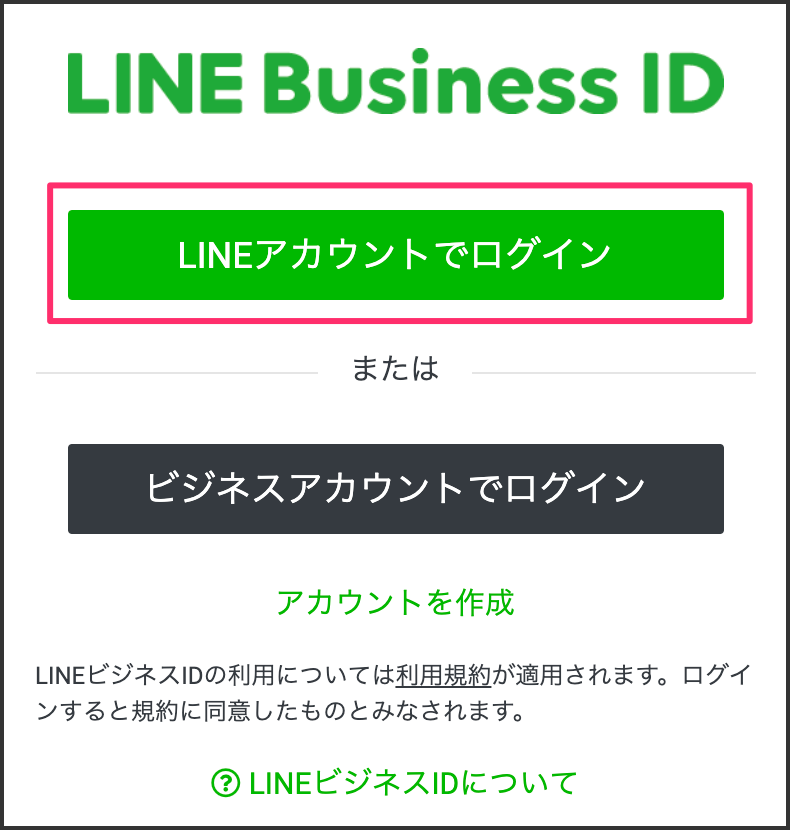 LINE Business ID
LINEアカウントでログイン
または
ビジネスアカウントでログイン
アカウントを作成
LINEビジネスIDの利用については利用規約が適用されます。ログイ
ンすると規約に同意したものとみなされます。
? LINEビジネスIDについて